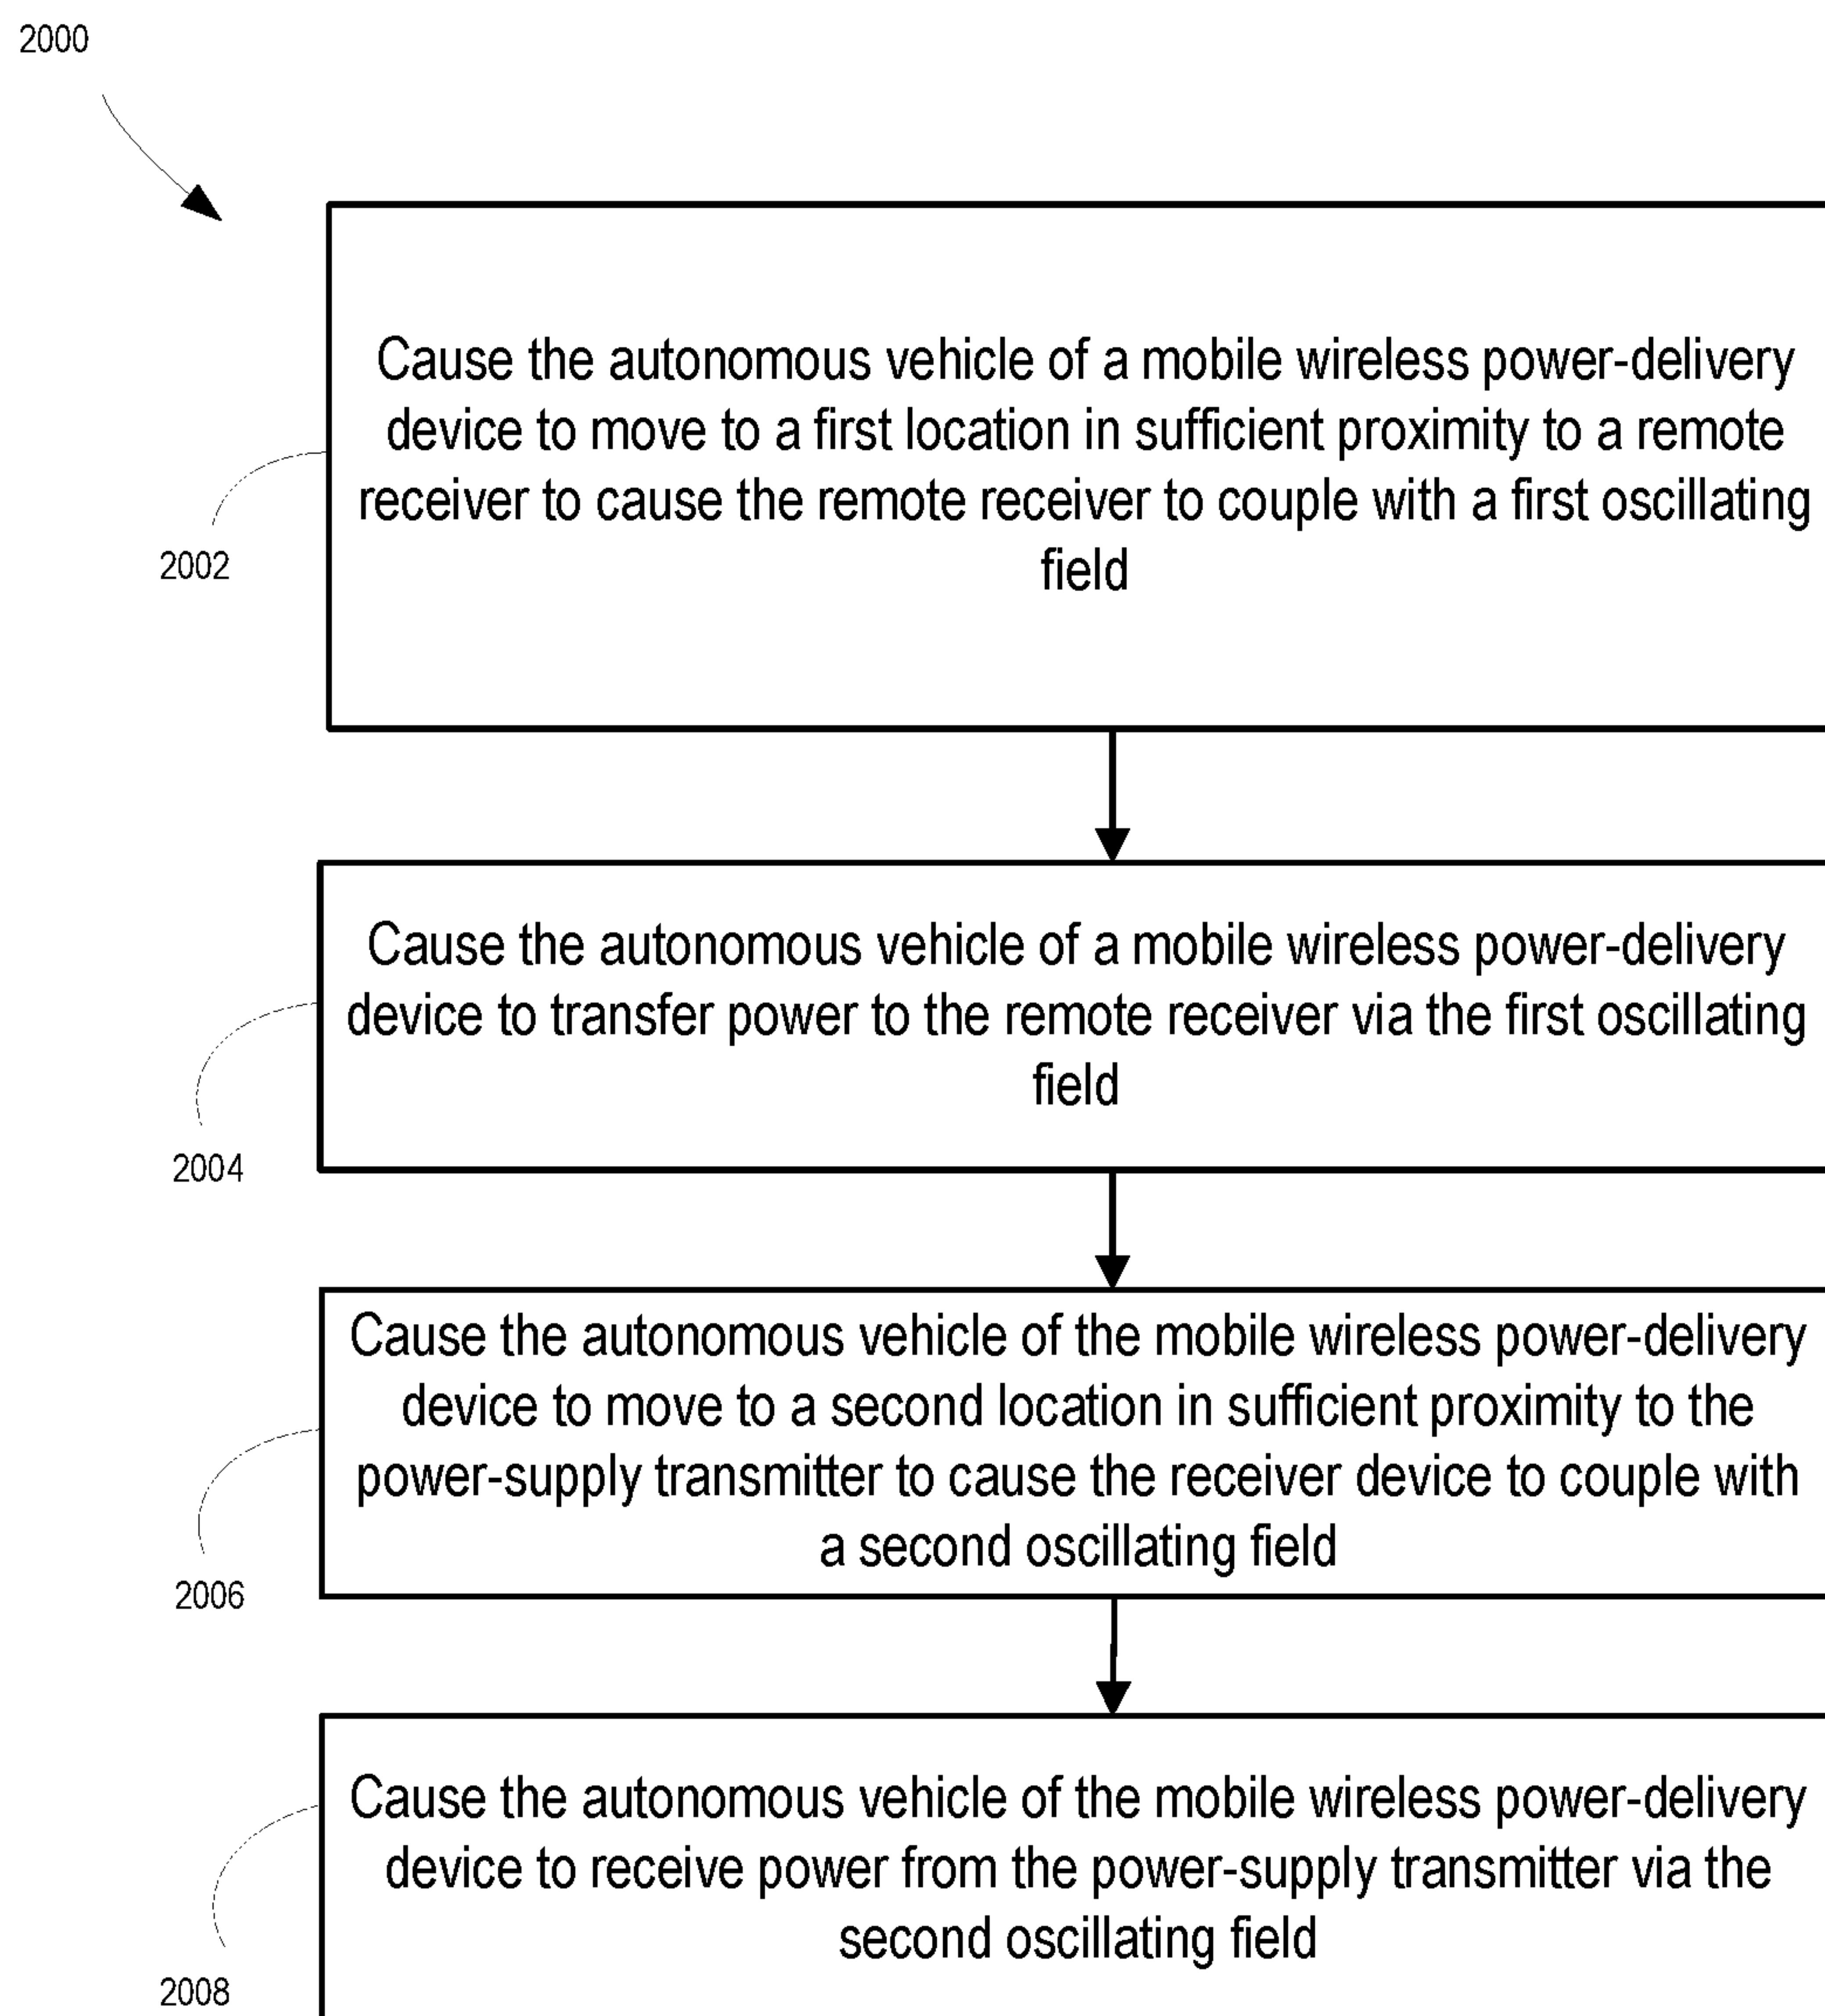 2000
Cause the autonomous vehicle of a mobile wireless power-delivery
device to move to a first location in sufficient proximity to a remote
receiver to cause the remote receiver to couple with a first oscillating
field
2002
Cause the autonomous vehicle of a mobile wireless power-delivery
device to transfer power to the remote receiver via the first oscillating
field
2004
Cause the autonomous vehicle of the mobile wireless power-delivery
device to move to a second location in sufficient proximity to the
power-supply transmitter to cause the receiver device to couple with
a second oscillating field
2006
Cause the autonomous vehicle of the mobile wireless power-delivery
device to receive power from the power-supply transmitter via the
second oscillating field
2008